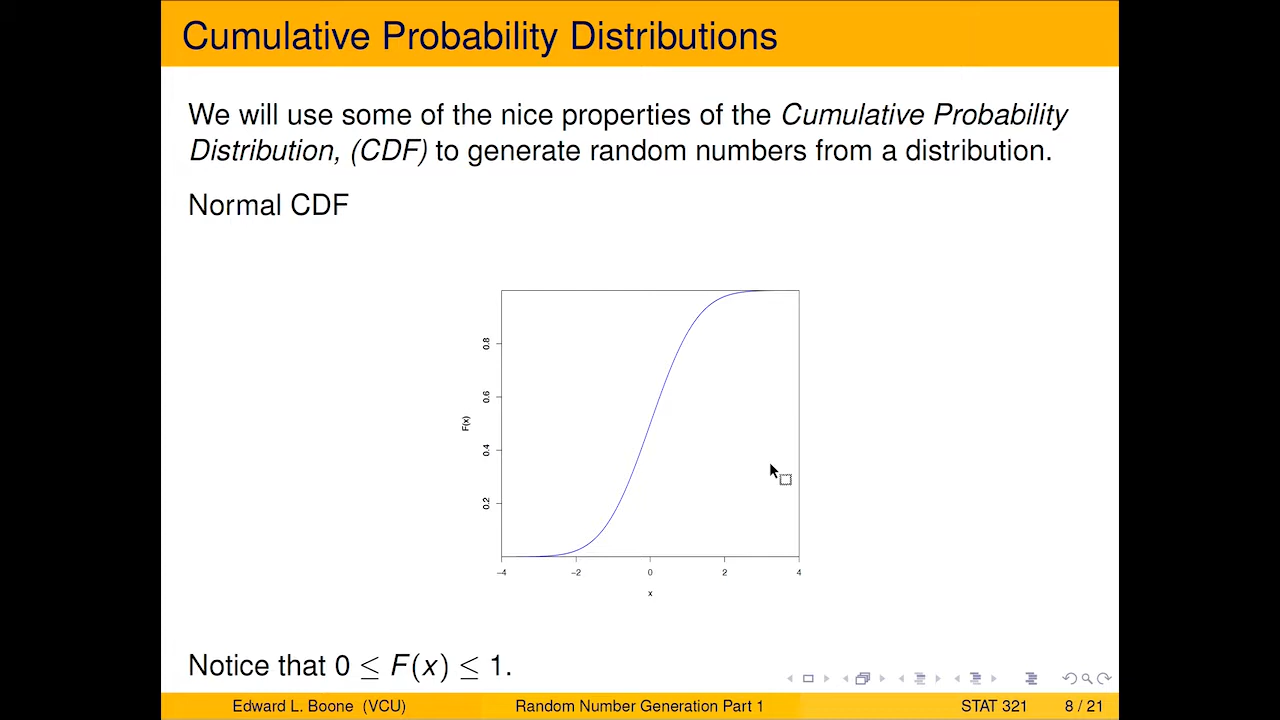 Cumulative Probability Distributions
We will use some of the nice properties of the Cumulative Probability
Distribution, (CDF) to generate random numbers from a distribution.
Normal CDF
0.8
0.6
F(x)
0.4
0.2
−4 −2 0 2 4
x
Notice that 0 ≤ F(x) ≤ 1.
Edward L. Boone (VCU) Random Number Generation Part 1 STAT 321 8 / 21